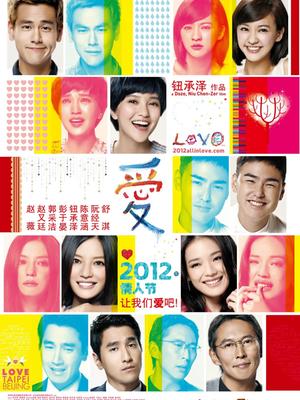 钮承泽 作品
a Doze, Niu Chen-Zer
LOVE
2012allinlove.com
愛
赵薇
赵又廷
郭采洁
彭于晏
钮承泽
陈意涵
阮经天
舒淇
2012
情人节
让我们爱吧!
LOVE
TAIPEI
BEIJING